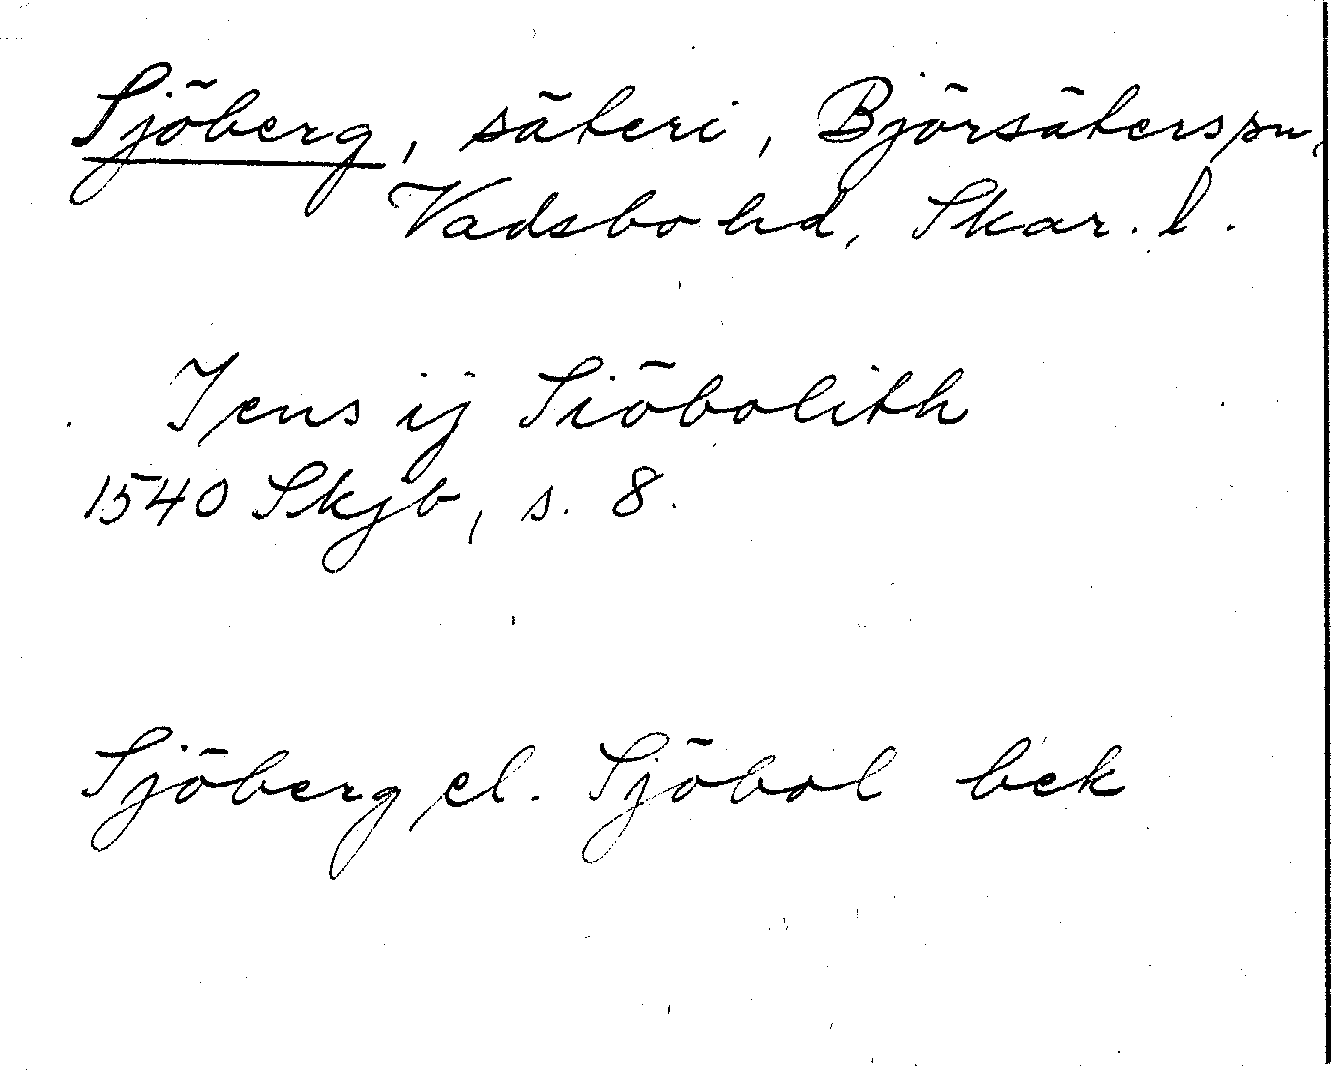 Sjöberg, säteri, Björsäters sn,
Vadsbo hd, Skar. l.
Jens ij Siöbolith
1540 Skjb, s. 8.
Sjöberg el. Sjöbol bek